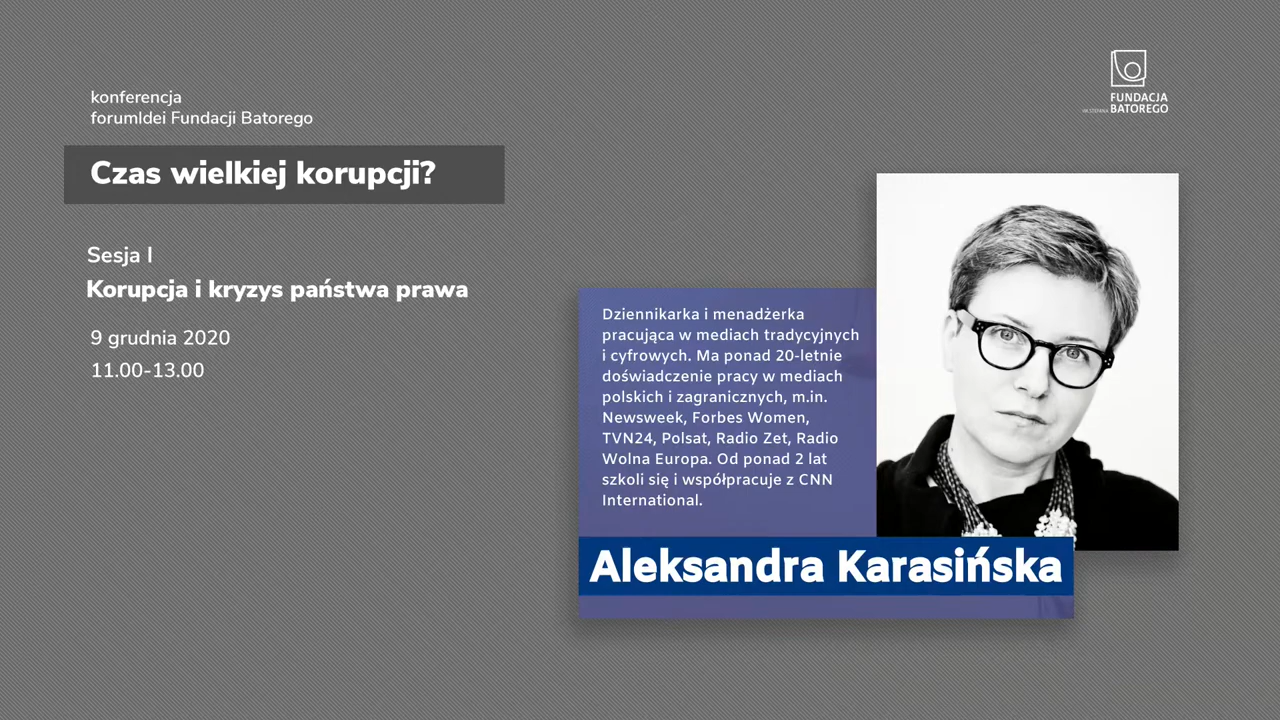 konferencja
forumIdei Fundacji Batorego
Czas wielkiej korupcji?
Sesja I
Korupcja i kryzys państwa prawa
9 grudnia 2020
11.00-13.00
FUNDACJA
IM. STEFANA BATOREGO
Dziennikarka i menadżerka
pracująca w mediach tradycyjnych
i cyfrowych. Ma ponad 20-letnie
doświadczenie pracy w mediach
polskich i zagranicznych, m.in.
Newsweek, Forbes Women,
TVN24, Polsat, Radio Zet, Radio
Wolna Europa. Od ponad 2 lat
szkoli się i współpracuje z CNN
International.
Aleksandra Karasińska